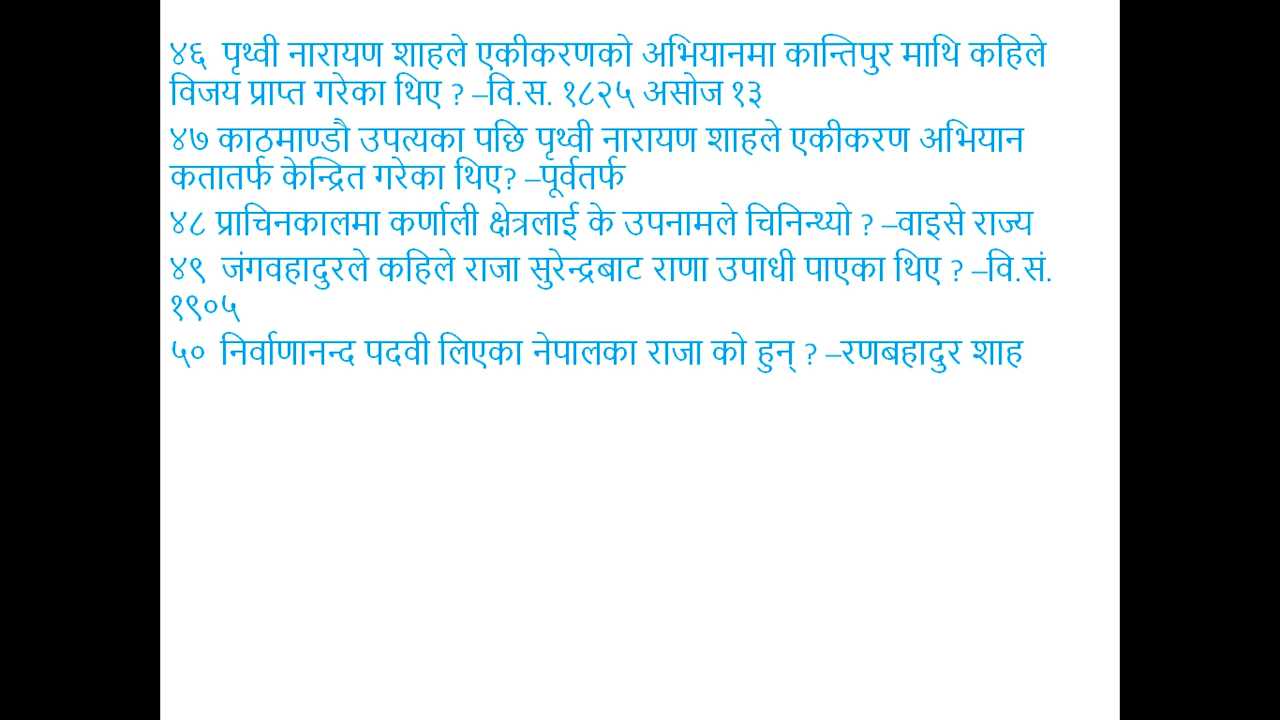 ४६ पृथ्वी नारायण शाहले एकीकरणको अभियानमा कान्तिपुर माथि कहिले
विजय प्राप्त गरेका थिए ? –वि.स. १८२५ असोज १३
४७ काठमाण्डौ उपत्यका पछि पृथ्वी नारायण शाहले एकीकरण अभियान
कतातर्फ केन्द्रित गरेका थिए? –पूर्वतर्फ
४८ प्राचिनकालमा कर्णाली क्षेत्रलाई के उपनामले चिनिन्थ्यो ? –वाइसे राज्य
४९ जंगवहादुरले कहिले राजा सुरेन्द्रबाट राणा उपाधी पाएका थिए ? –वि.सं.
१९०५
५० निर्वाणानन्द पदवी लिएका नेपालका राजा को हुन् ? –रणबहादुर शाह